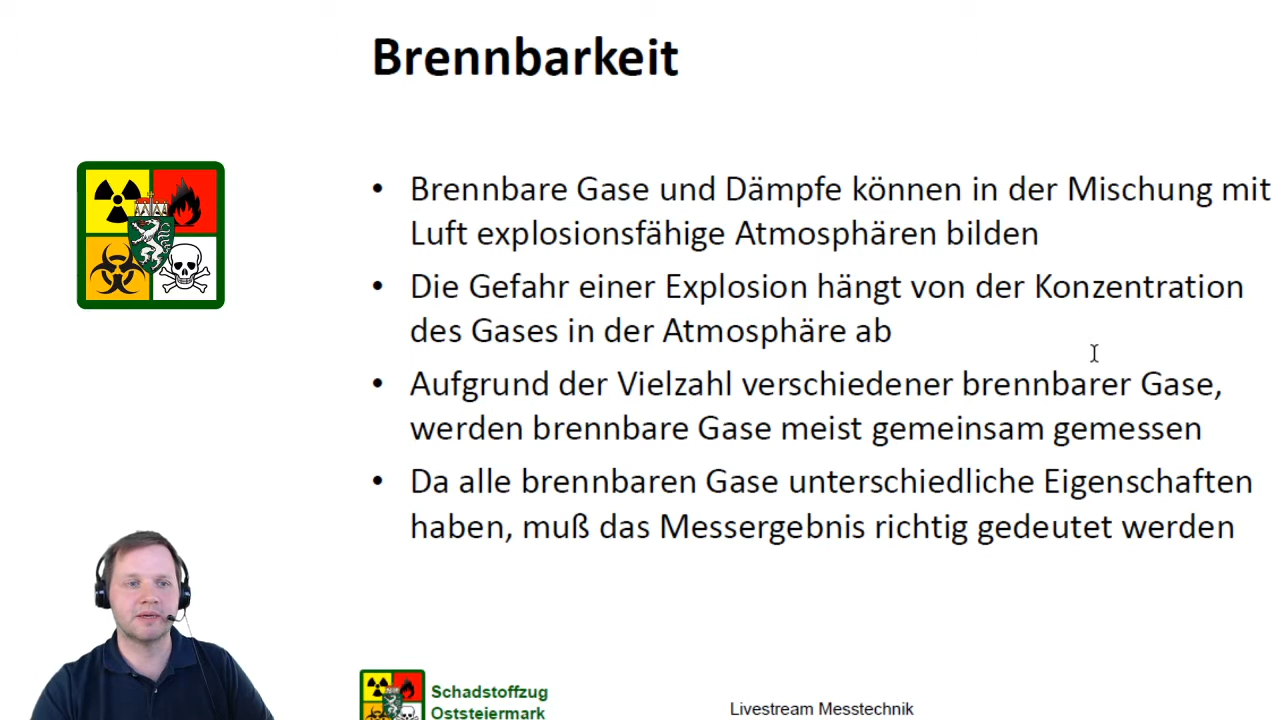 Brennbarkeit
• Brennbare Gase und Dämpfe können in der Mischung mit
Luft explosionsfähige Atmosphären bilden
• Die Gefahr einer Explosion hängt von der Konzentration
des Gases in der Atmosphäre ab
• Aufgrund der Vielzahl verschiedener brennbarer Gase,
werden brennbare Gase meist gemeinsam gemessen
• Da alle brennbaren Gase unterschiedliche Eigenschaften
haben, muß das Messergebnis richtig gedeutet werden
Schadstoffzug
Oststeiermark
Livestream Messtechnik